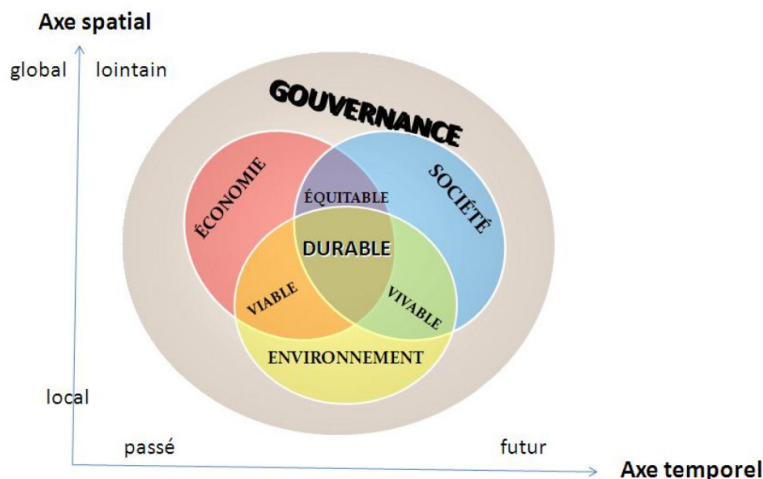 Axe spatial
global lointain
GOUVERNANCE
ÉCONOMIE
SOCIÉTÉ
ÉQUITABLE
DURABLE
VIABLE
VIVABLE
ENVIRONNEMENT
local
passé futur
Axe temporel